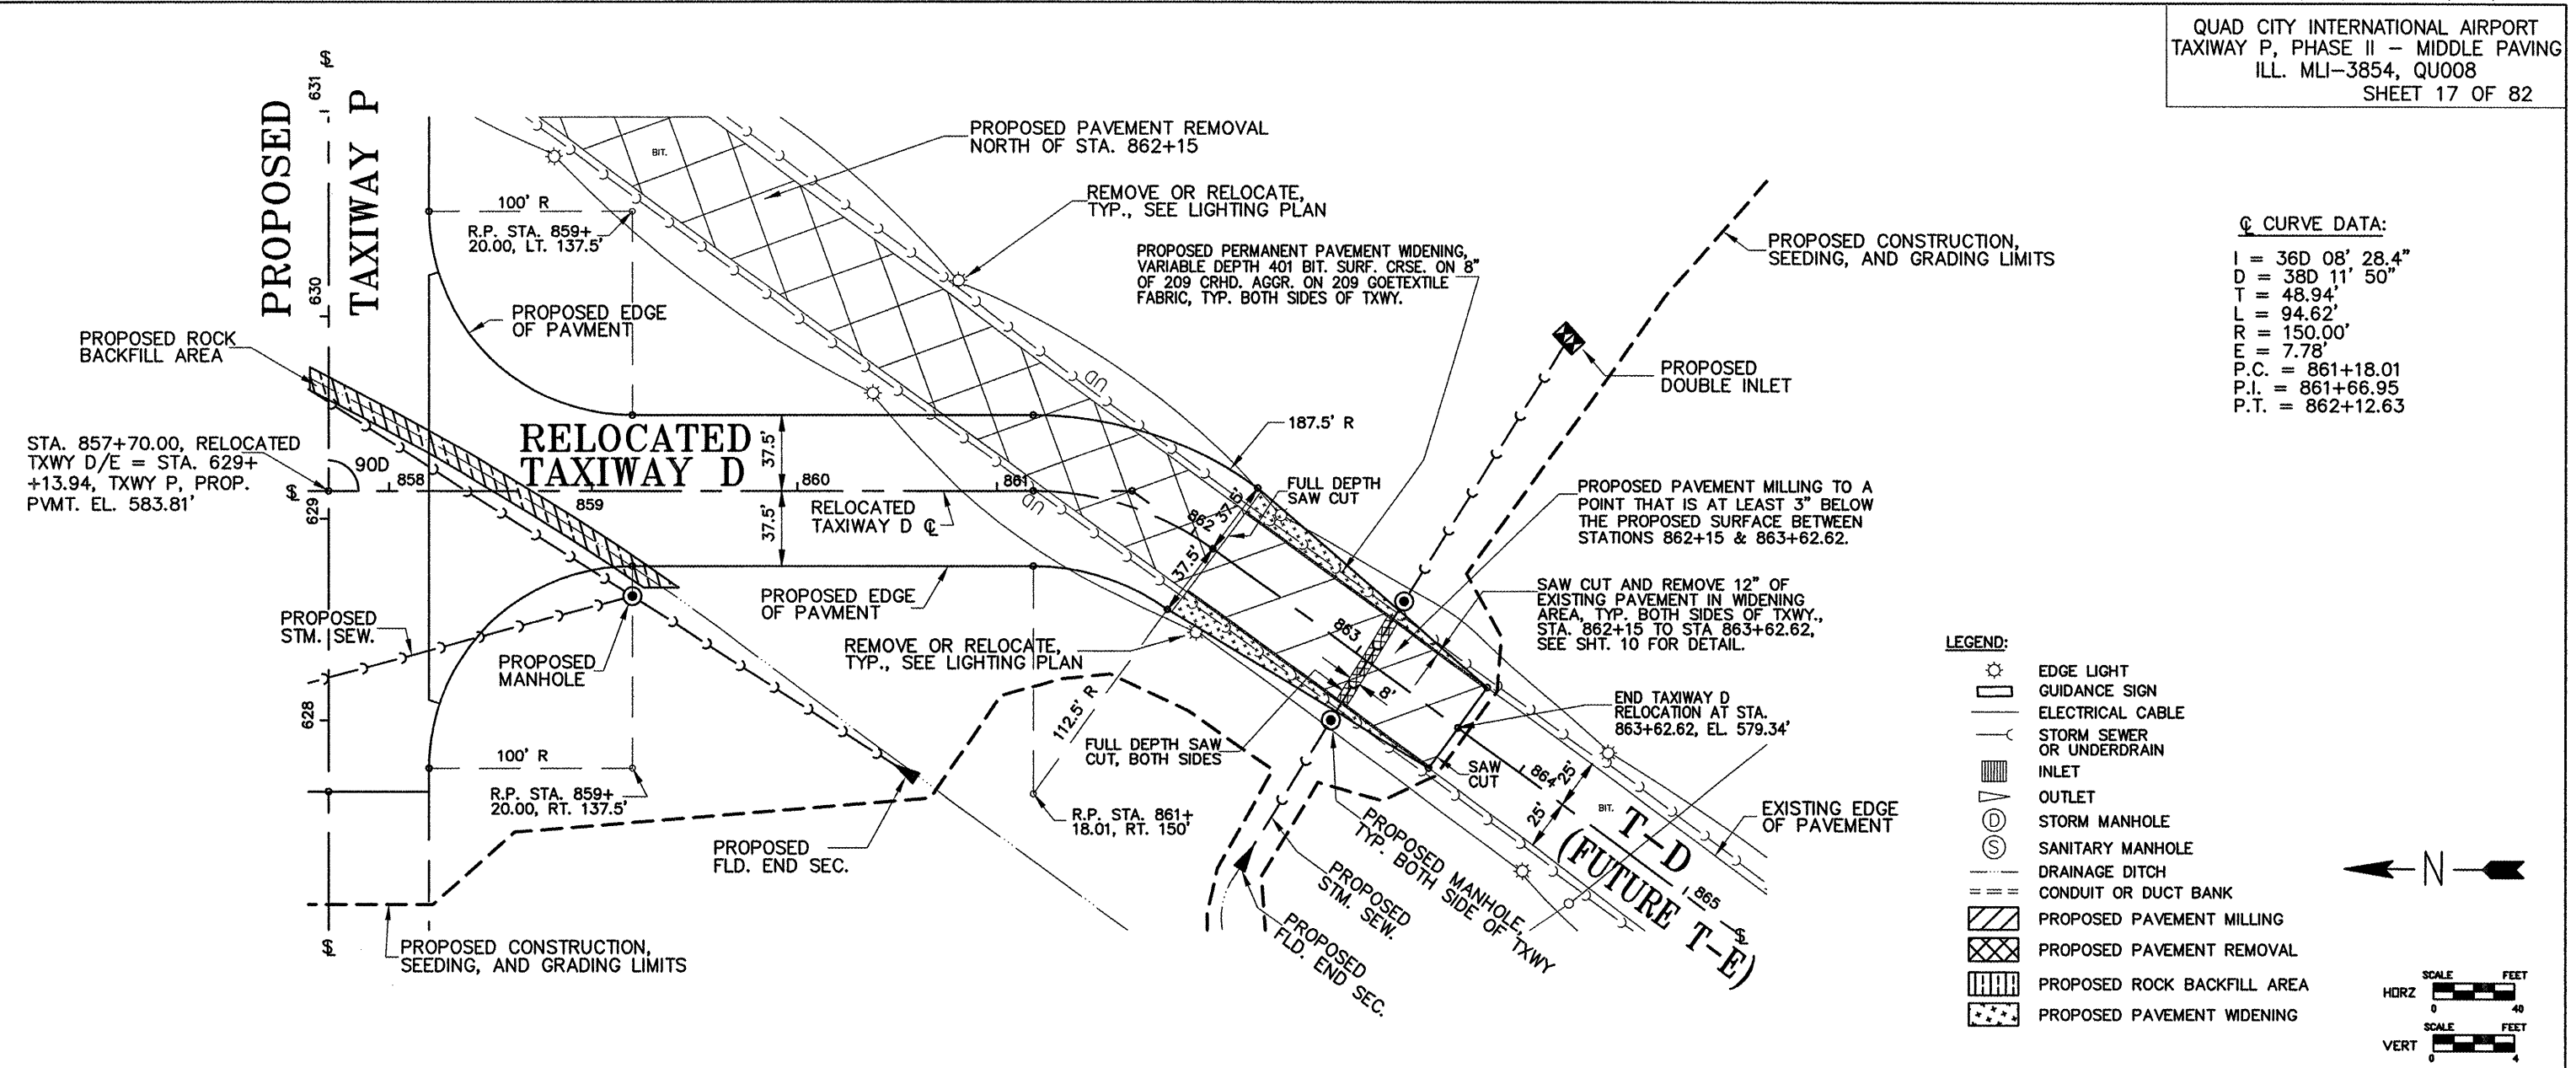 QUAD CITY INTERNATIONAL AIRPORT
TAXIWAY P, PHASE II – MIDDLE PAVING
ILL. MLI–3854, QU008
SHEET 17 OF 82
PROPOSED
TAXIWAY P
631
630
629
628
℄
℄
℄
PROPOSED PAVEMENT REMOVAL
NORTH OF STA. 862+15
BIT.
REMOVE OR RELOCATE,
TYP., SEE LIGHTING PLAN
100' R
R.P. STA. 859+
20.00, LT. 137.5'
PROPOSED PERMANENT PAVEMENT WIDENING,
VARIABLE DEPTH 401 BIT. SURF. CRSE. ON 8"
OF 209 CRHD. AGGR. ON 209 GOETEXTILE
FABRIC, TYP. BOTH SIDES OF TXWY.
PROPOSED CONSTRUCTION,
SEEDING, AND GRADING LIMITS
℄ CURVE DATA:
I = 36D 08' 28.4"
D = 38D 11' 50"
T = 48.94'
L = 94.62'
R = 150.00'
E = 7.78'
P.C. = 861+18.01
P.I. = 861+66.95
P.T. = 862+12.63
PROPOSED EDGE
OF PAVMENT
PROPOSED ROCK
BACKFILL AREA
PROPOSED
DOUBLE INLET
UD
187.5' R
RELOCATED
TAXIWAY D
37.5'
37.5'
STA. 857+70.00, RELOCATED
TXWY D/E = STA. 629+
+13.94, TXWY P, PROP.
PVMT. EL. 583.81'
90D
858
859
860
861
862
863
864
865
RELOCATED
TAXIWAY D ℄
UD
37.5'
37.5'
FULL DEPTH
SAW CUT
PROPOSED PAVEMENT MILLING TO A
POINT THAT IS AT LEAST 3" BELOW
THE PROPOSED SURFACE BETWEEN
STATIONS 862+15 & 863+62.62.
SAW CUT AND REMOVE 12" OF
EXISTING PAVEMENT IN WIDENING
AREA, TYP. BOTH SIDES OF TXWY.,
STA. 862+15 TO STA 863+62.62,
SEE SHT. 10 FOR DETAIL.
PROPOSED EDGE
OF PAVMENT
PROPOSED
STM. SEW.
PROPOSED
MANHOLE
REMOVE OR RELOCATE,
TYP., SEE LIGHTING PLAN
8'
112.5' R
END TAXIWAY D
RELOCATION AT STA.
863+62.62, EL. 579.34'
FULL DEPTH SAW
CUT, BOTH SIDES
SAW
CUT
100' R
R.P. STA. 859+
20.00, RT. 137.5'
R.P. STA. 861+
18.01, RT. 150'
25'
25'
BIT.
T-D
(FUTURE T-E)
℄
EXISTING EDGE
OF PAVEMENT
PROPOSED
FLD. END SEC.
PROPOSED MANHOLE,
TYP. BOTH SIDE OF TXWY
PROPOSED
STM. SEW.
PROPOSED
FLD. END SEC.
PROPOSED CONSTRUCTION,
SEEDING, AND GRADING LIMITS
℄
LEGEND:
EDGE LIGHT
GUIDANCE SIGN
ELECTRICAL CABLE
STORM SEWER
OR UNDERDRAIN
INLET
OUTLET
D STORM MANHOLE
S SANITARY MANHOLE
DRAINAGE DITCH
CONDUIT OR DUCT BANK
PROPOSED PAVEMENT MILLING
PROPOSED PAVEMENT REMOVAL
PROPOSED ROCK BACKFILL AREA
PROPOSED PAVEMENT WIDENING
N
SCALE FEET
HORZ
0 40
SCALE FEET
VERT
0 4